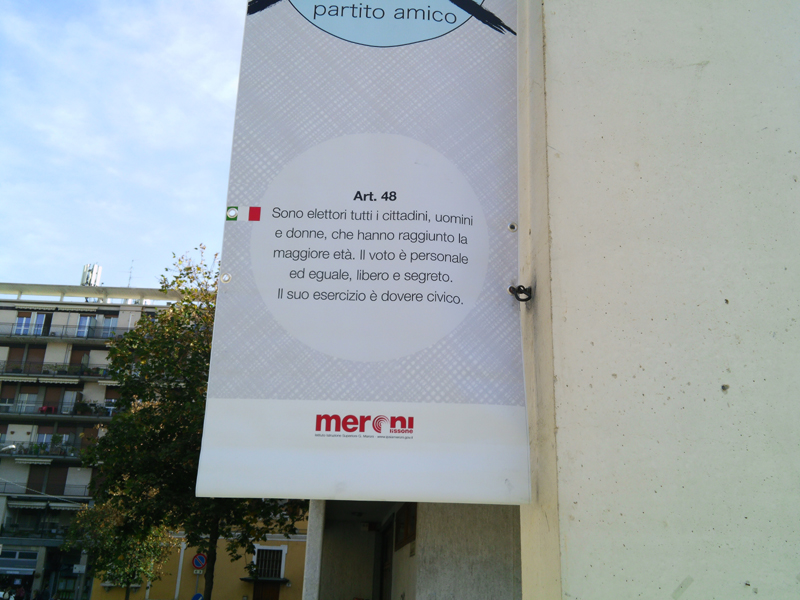 partito amico
Art. 48
Sono elettori tutti i cittadini, uomini
e donne, che hanno raggiunto la
maggiore età. Il voto è personale
ed eguale, libero e segreto.
Il suo esercizio è dovere civico.
meroni
lissone